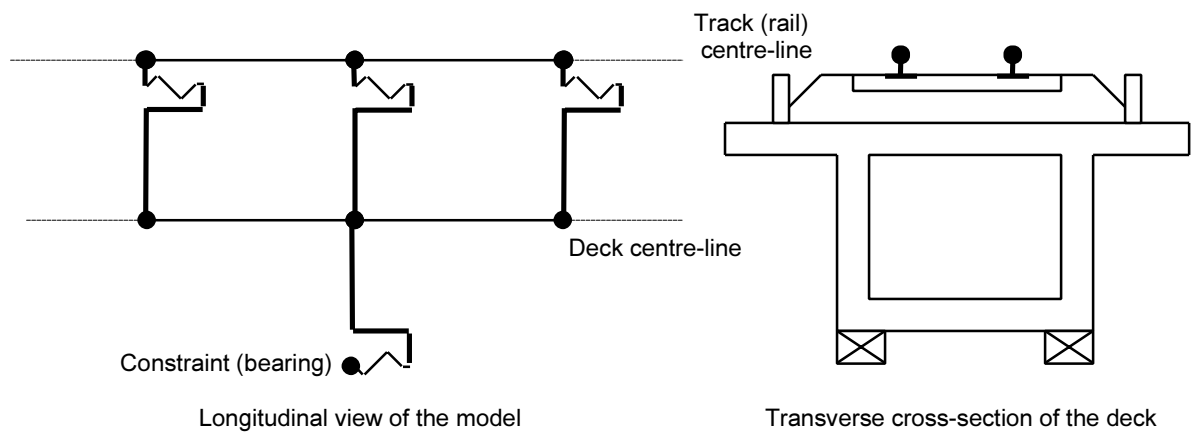 Track (rail)
centre-line
Deck centre-line
Constraint (bearing)
Longitudinal view of the model
Transverse cross-section of the deck